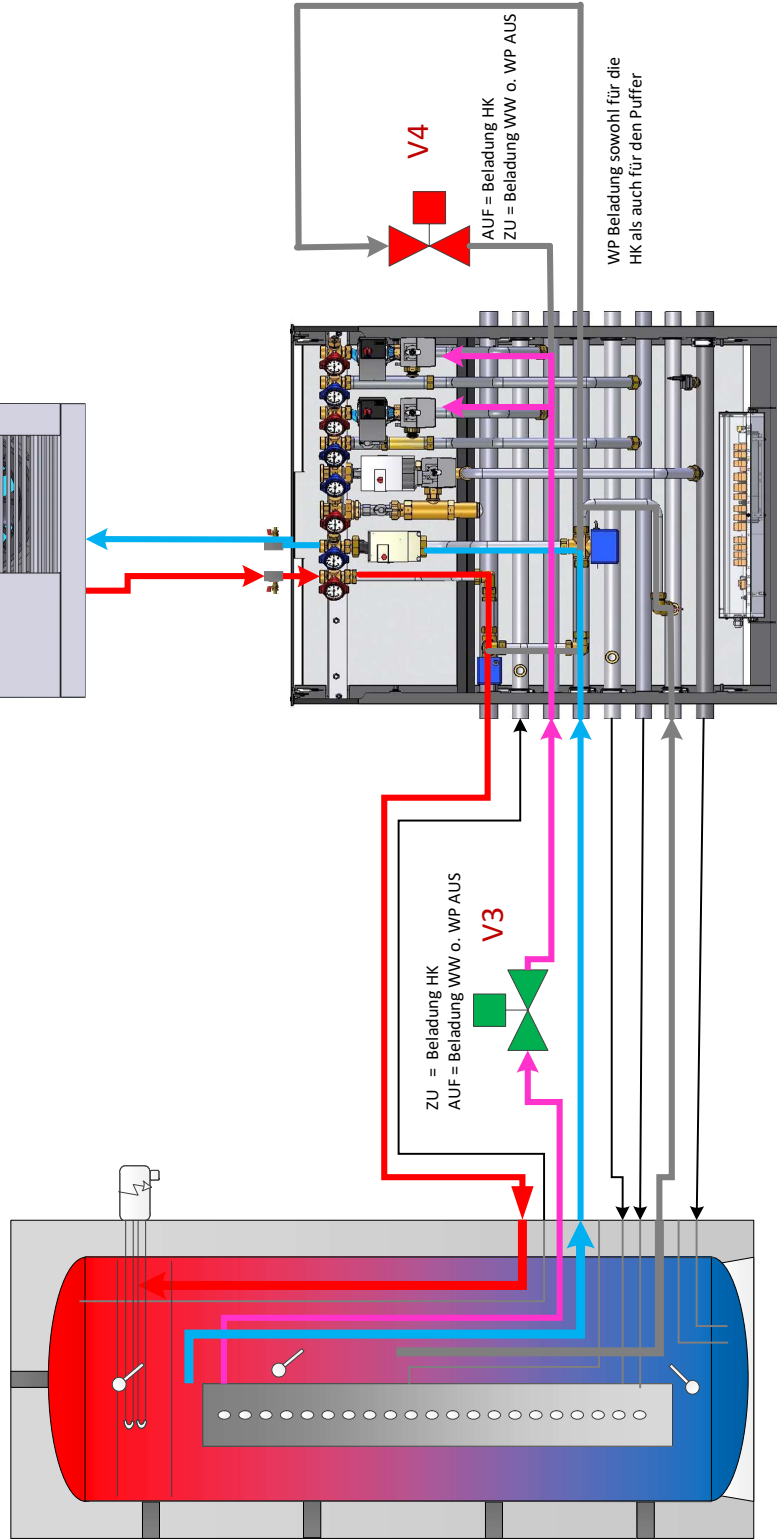 V4
AUF = Beladung HK
ZU = Beladung WW o. WP AUS
WP Beladung sowohl für die
HK als auch für den Puffer
ZU = Beladung HK
AUF = Beladung WW o. WP AUS
V3